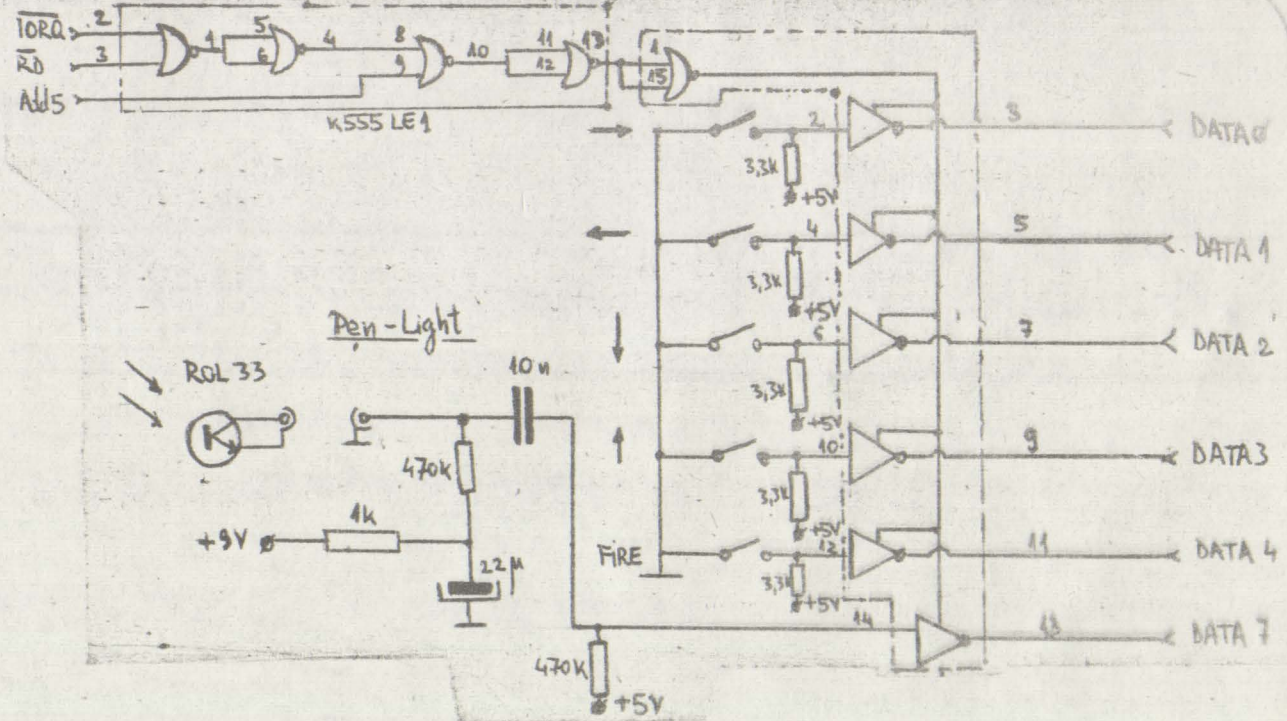 IORQ 2 1 5 6 4 8 9 10 11 12 13 1 15
RD 3
Add5
K555 LE1
→ 2 3 DATA0
3,3k
+5V
← 4 5 DATA 1
3,3k
+5V
Pen-Light
↓ 6 7 DATA 2
3,3k
+5V
ROL 33
10n
↑ 10 9 DATA3
3,3k
+5V
470k
+9V
1k
22µ
FiRE 12 11 DATA 4
3,3k
+5V
14 13 DATA 7
470k
+5V